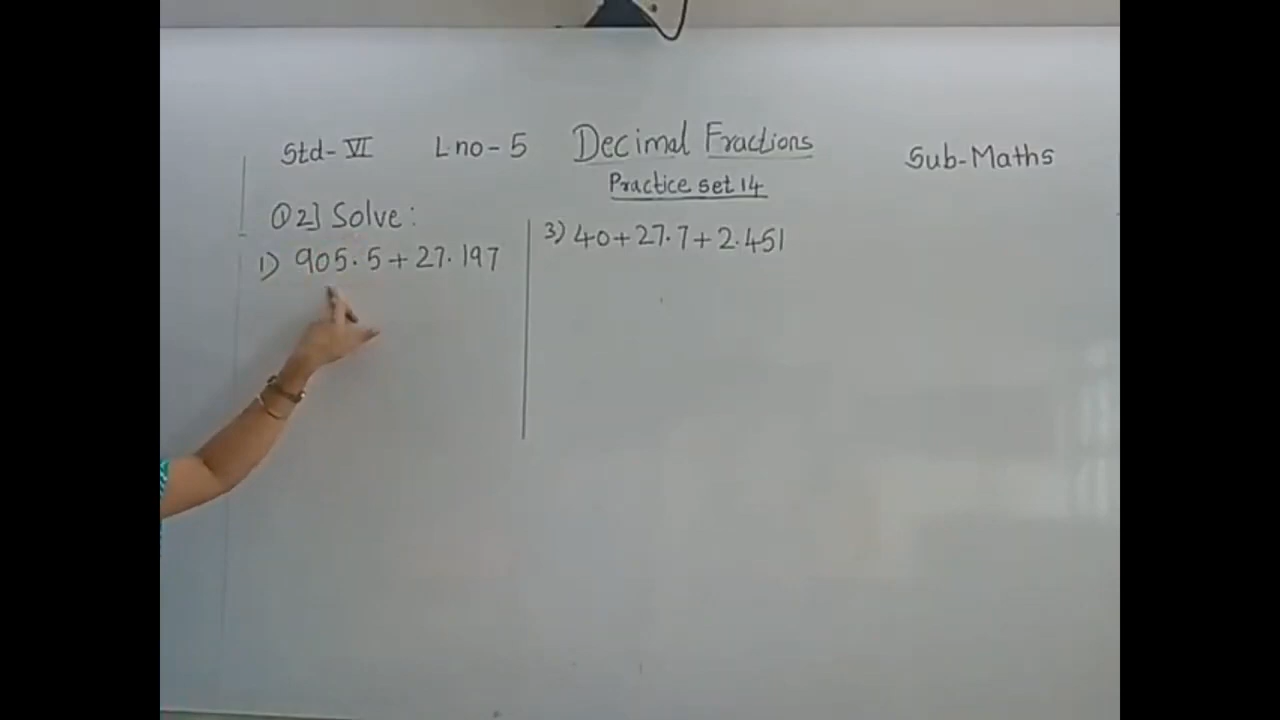 Std-VI L no-5 Decimal Fractions Sub-Maths
Practice set 14
Q2] Solve:
1) 905.5+27.197
3) 40+27.7+2.451